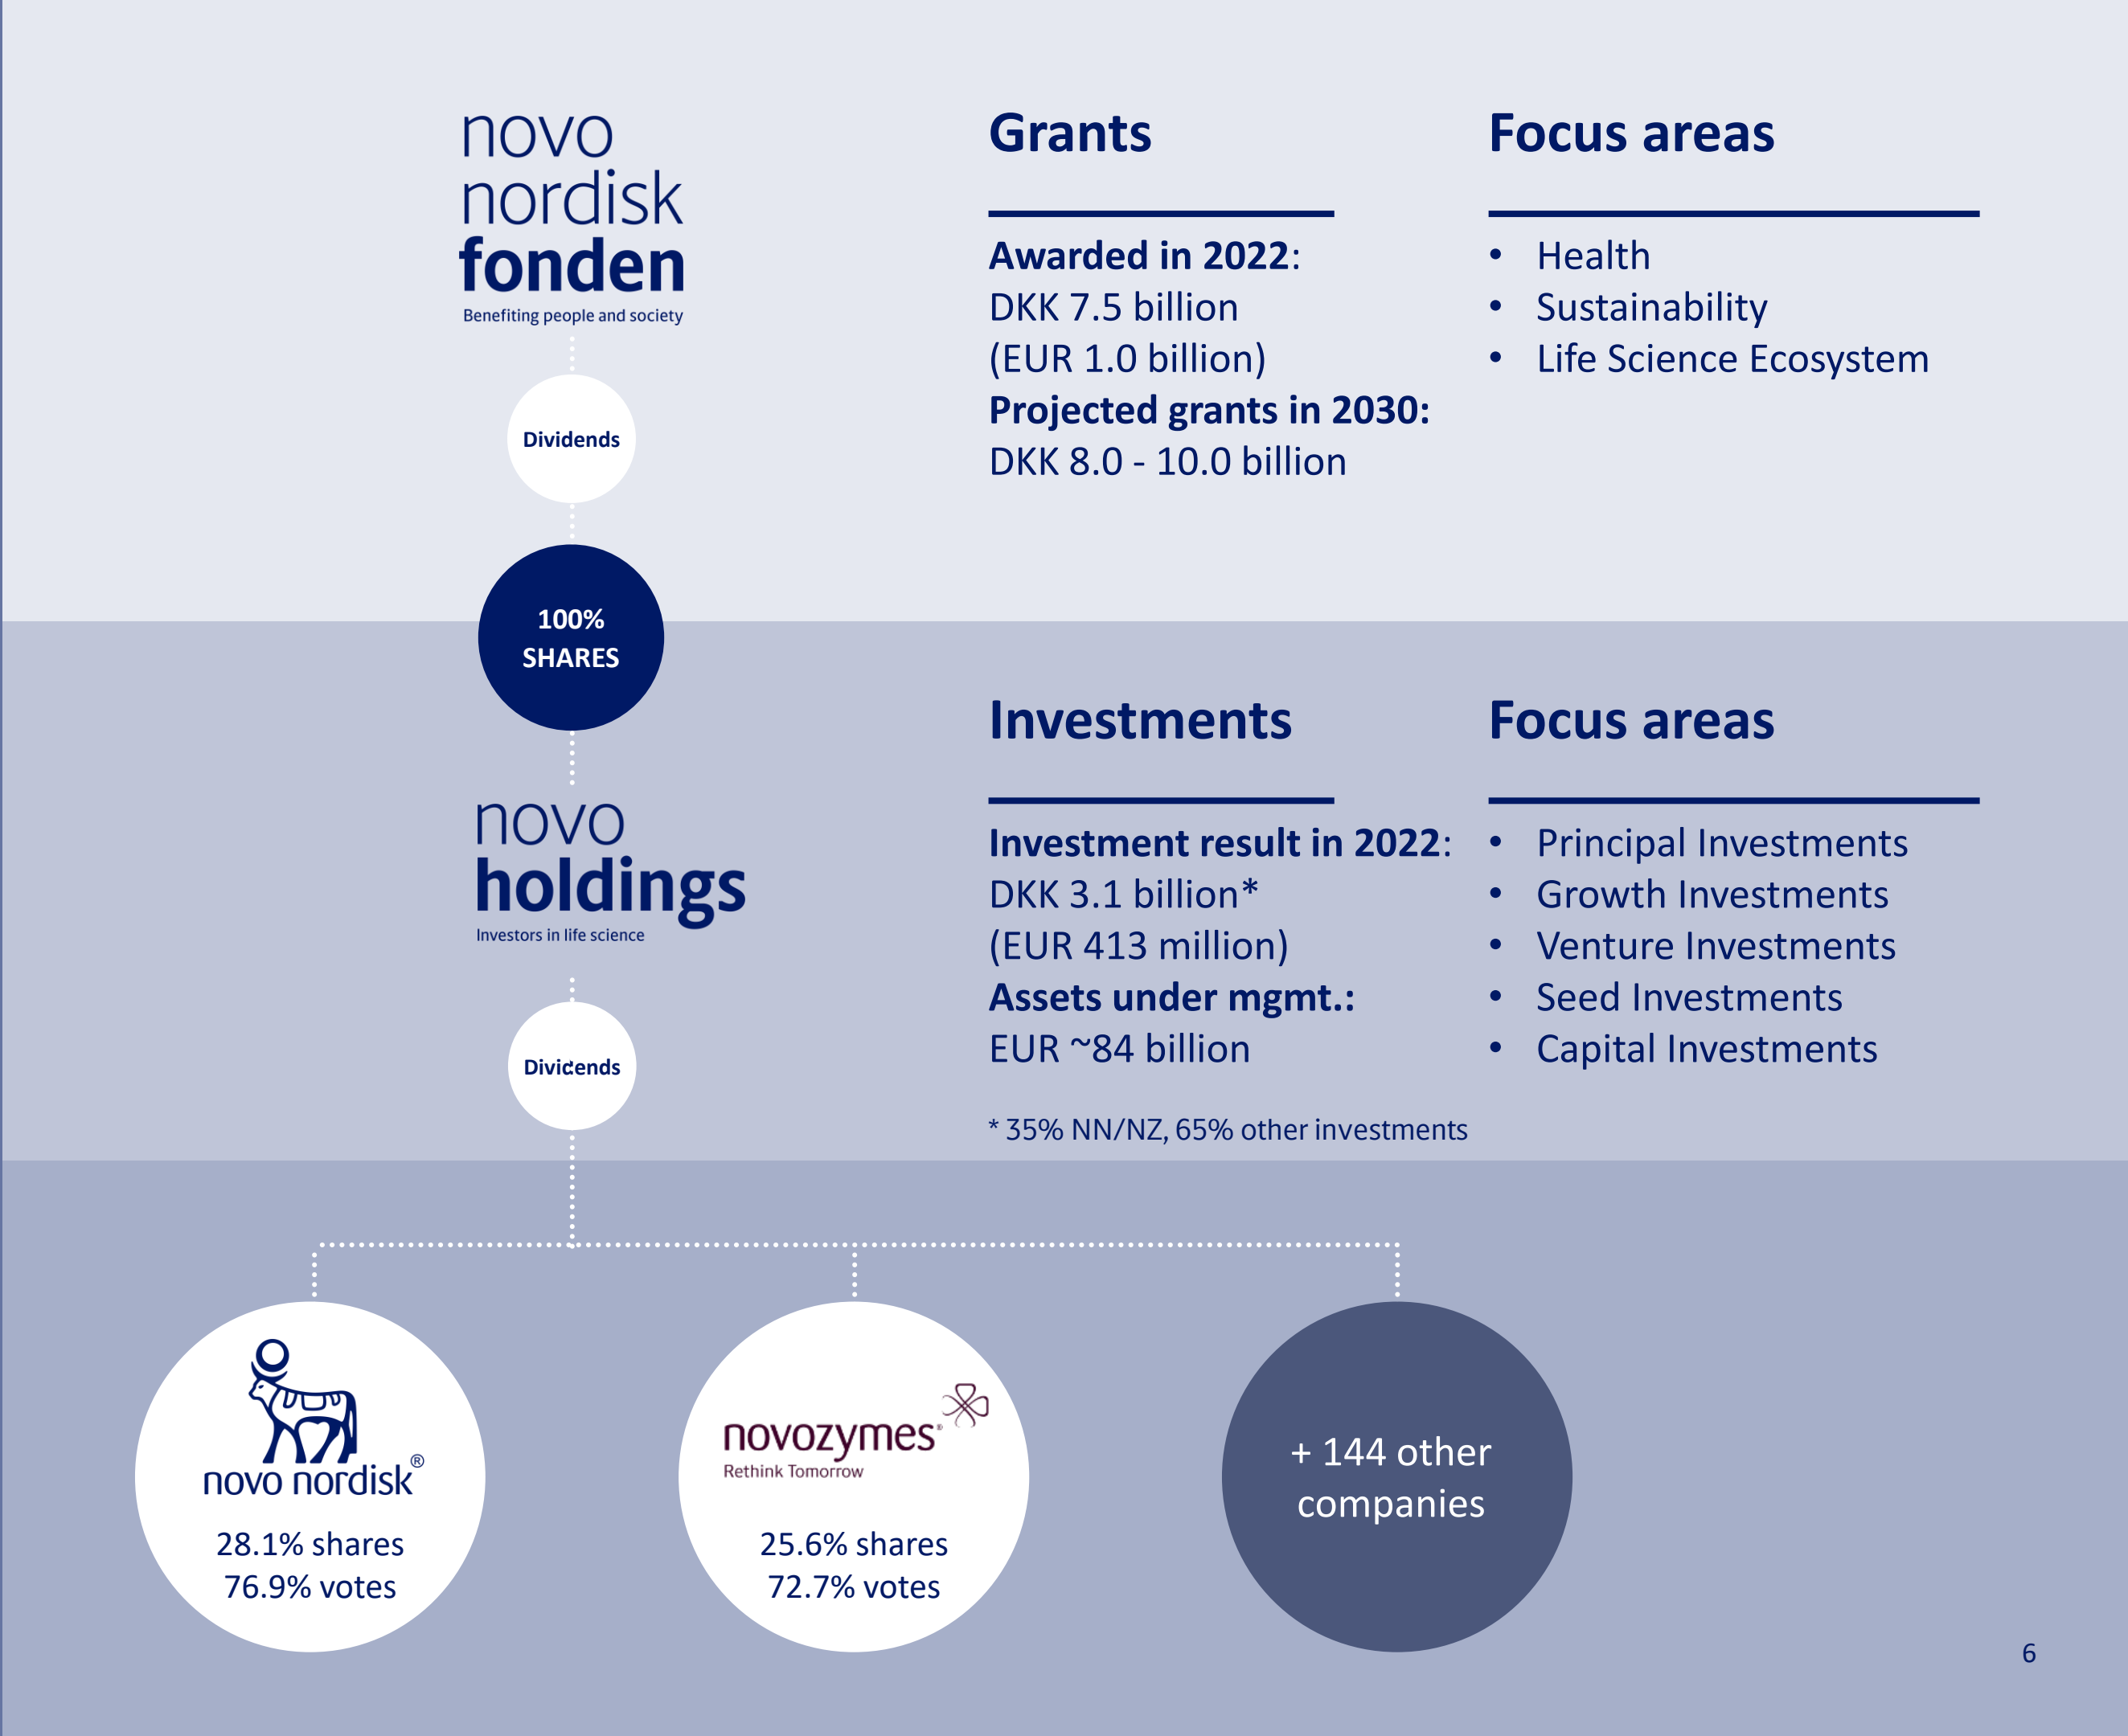 novo
nordisk
fonden
Benefiting people and society
Dividends
100%
SHARES
Grants
Awarded in 2022:
DKK 7.5 billion
(EUR 1.0 billion)
Projected grants in 2030:
DKK 8.0 - 10.0 billion
Focus areas
• Health
• Sustainability
• Life Science Ecosystem
novo
holdings
Investors in life science
Dividends
Investments
Investment result in 2022:
DKK 3.1 billion*
(EUR 413 million)
Assets under mgmt.:
EUR ~84 billion
* 35% NN/NZ, 65% other investments
Focus areas
• Principal Investments
• Growth Investments
• Venture Investments
• Seed Investments
• Capital Investments
novo nordisk®
28.1% shares
76.9% votes
novozymes®
Rethink Tomorrow
25.6% shares
72.7% votes
+ 144 other
companies
6